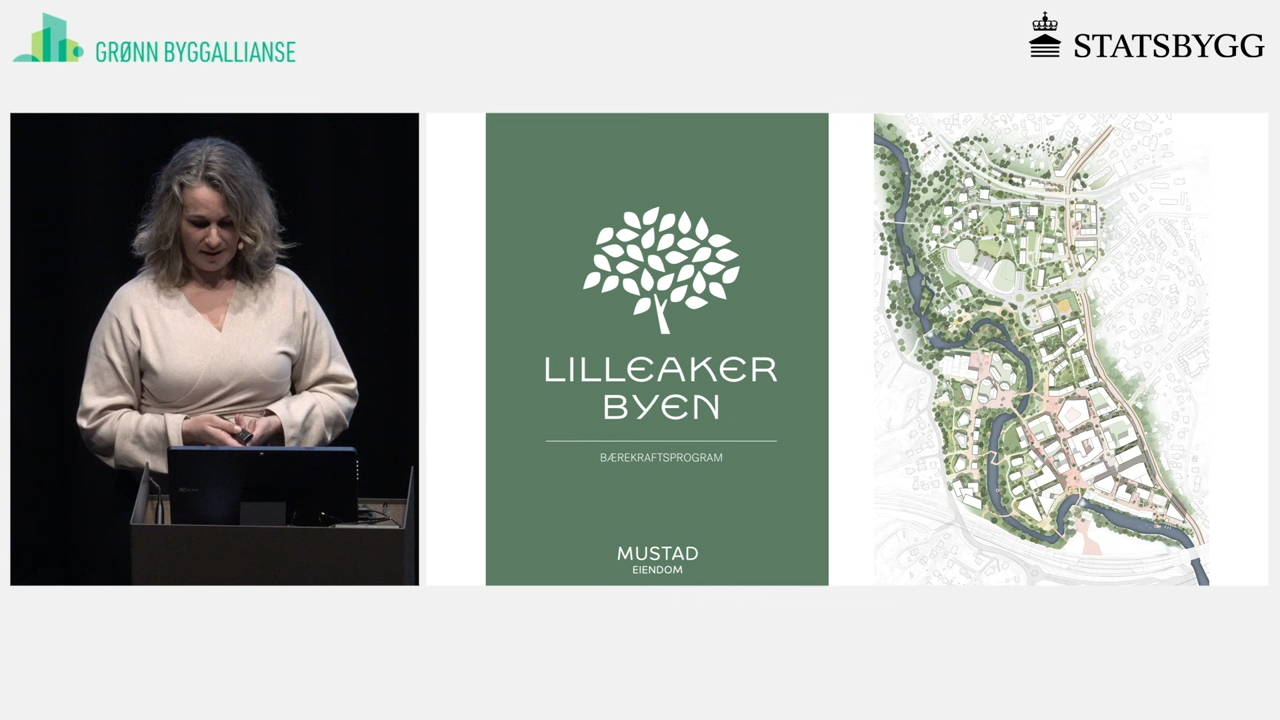 GRØNN BYGGALLIANSE
STATSBYGG
LILLEAKER
BYEN
BÆREKRAFTSPROGRAM
MUSTAD
EIENDOM